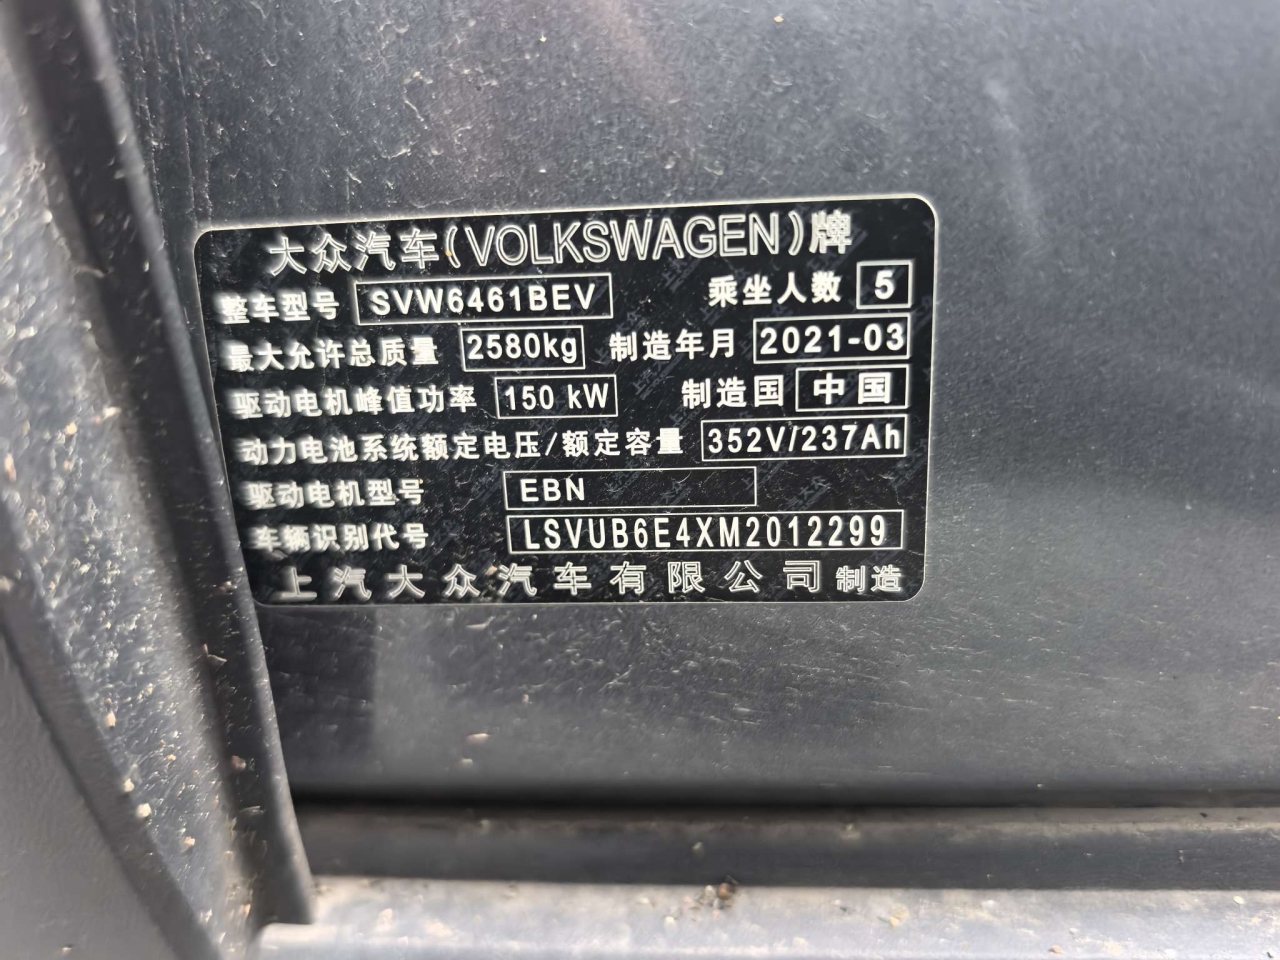 大众汽车(VOLKSWAGEN)牌
整车型号 SVW6461BEV 乘坐人数 5
最大允许总质量 2580kg 制造年月 2021-03
驱动电机峰值功率 150 kW 制造国 中国
动力电池系统额定电压/额定容量 352V/237Ah
驱动电机型号 EBN
车辆识别代号 LSVUB6E4XM2012299
上汽大众汽车有限公司 制造